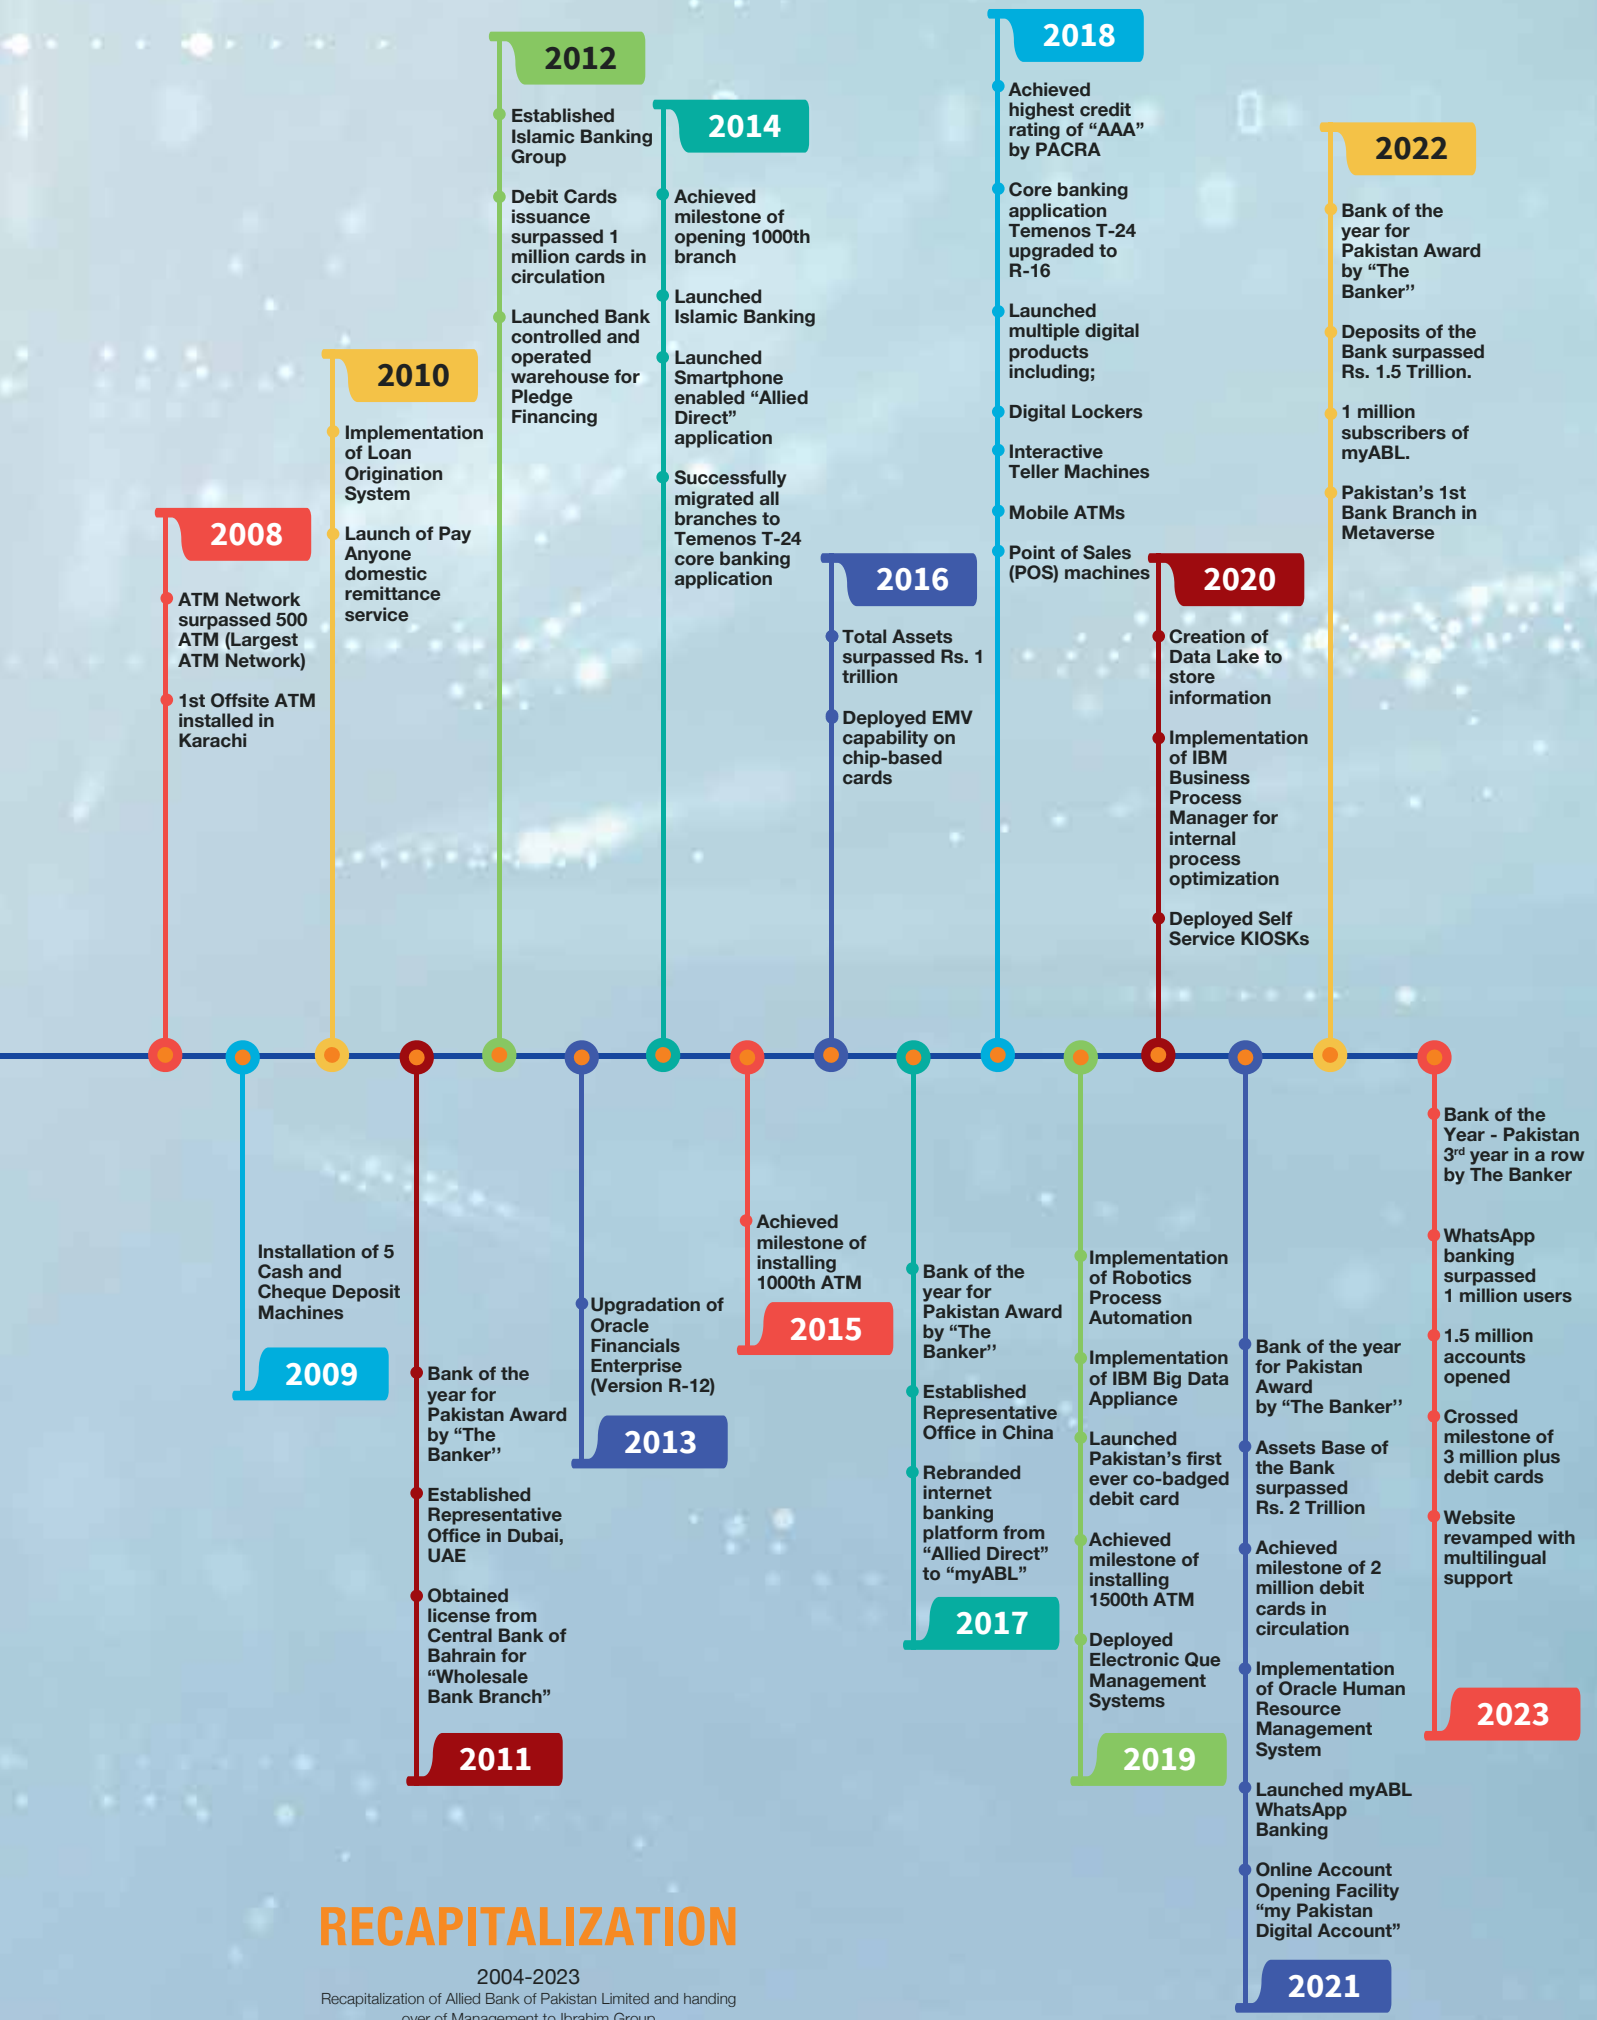 2008
ATM Network
surpassed 500
ATM (Largest
ATM Network)
1st Offsite ATM
installed in
Karachi
2009
Installation of 5
Cash and
Cheque Deposit
Machines
2010
Implementation
of Loan
Origination
System
Launch of Pay
Anyone
domestic
remittance
service
2011
Bank of the
year for
Pakistan Award
by “The
Banker’’
Established
Representative
Office in Dubai,
UAE
Obtained
license from
Central Bank of
Bahrain for
“Wholesale
Bank Branch”
2012
Established
Islamic Banking
Group
Debit Cards
issuance
surpassed 1
million cards in
circulation
Launched Bank
controlled and
operated
warehouse for
Pledge
Financing
2013
Upgradation of
Oracle
Financials
Enterprise
(Version R-12)
2014
Achieved
milestone of
opening 1000th
branch
Launched
Islamic Banking
Launched
Smartphone
enabled “Allied
Direct”
application
Successfully
migrated all
branches to
Temenos T-24
core banking
application
2015
Achieved
milestone of
installing
1000th ATM
2016
Total Assets
surpassed Rs. 1
trillion
Deployed EMV
capability on
chip-based
cards
2017
Bank of the
year for
Pakistan Award
by “The
Banker’’
Established
Representative
Office in China
Rebranded
internet
banking
platform from
“Allied Direct”
to “myABL”
2018
Achieved
highest credit
rating of “AAA”
by PACRA
Core banking
application
Temenos T-24
upgraded to
R-16
Launched
multiple digital
products
including;
Digital Lockers
Interactive
Teller Machines
Mobile ATMs
Point of Sales
(POS) machines
2019
Implementation
of Robotics
Process
Automation
Implementation
of IBM Big Data
Appliance
Launched
Pakistan’s first
ever co-badged
debit card
Achieved
milestone of
installing
1500th ATM
Deployed
Electronic Que
Management
Systems
2020
Creation of
Data Lake to
store
information
Implementation
of IBM
Business
Process
Manager for
internal
process
optimization
Deployed Self
Service KIOSKs
2021
Bank of the year
for Pakistan
Award
by “The Banker’’
Assets Base of
the Bank
surpassed
Rs. 2 Trillion
Achieved
milestone of 2
million debit
cards in
circulation
Implementation
of Oracle Human
Resource
Management
System
Launched myABL
WhatsApp
Banking
Online Account
Opening Facility
“my Pakistan
Digital Account”
2022
Bank of the
year for
Pakistan Award
by “The
Banker’’
Deposits of the
Bank surpassed
Rs. 1.5 Trillion.
1 million
subscribers of
myABL.
Pakistan’s 1st
Bank Branch in
Metaverse
2023
Bank of the
Year - Pakistan
3rd year in a row
by The Banker
WhatsApp
banking
surpassed
1 million users
1.5 million
accounts
opened
Crossed
milestone of
3 million plus
debit cards
Website
revamped with
multilingual
support
RECAPITALIZATION
2004-2023
Recapitalization of Allied Bank of Pakistan Limited and handing
over of Management to Ibrahim Group